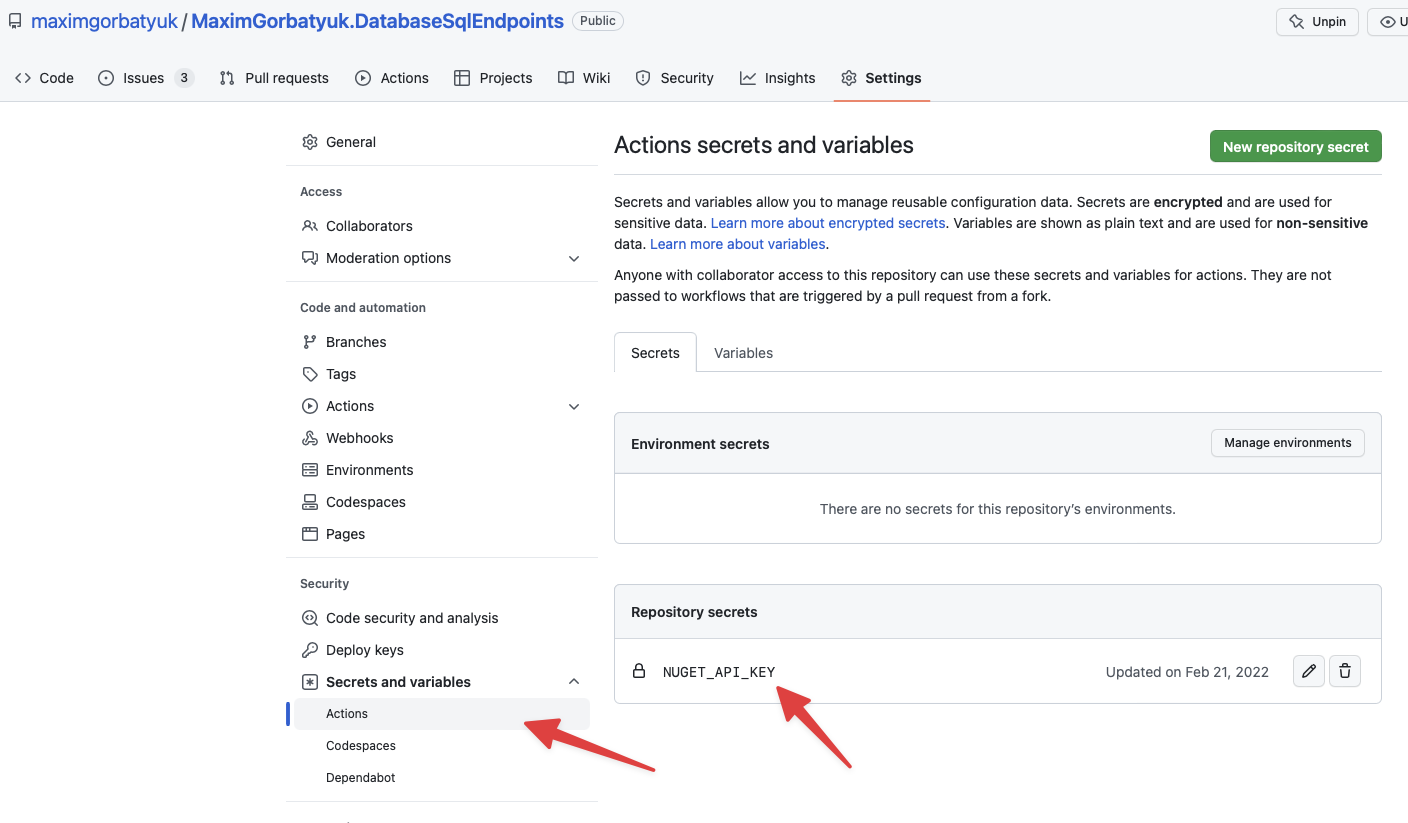 maximgorbatyuk / MaximGorbatyuk.DatabaseSqlEndpoints Public
Unpin
Code Issues 3 Pull requests Actions Projects Wiki Security Insights Settings
General
Access
Collaborators
Moderation options
Code and automation
Branches
Tags
Actions
Webhooks
Environments
Codespaces
Pages
Security
Code security and analysis
Deploy keys
Secrets and variables
Actions
Codespaces
Dependabot
Actions secrets and variables
New repository secret
Secrets and variables allow you to manage reusable configuration data. Secrets are encrypted and are used for
sensitive data. Learn more about encrypted secrets. Variables are shown as plain text and are used for non-sensitive
data. Learn more about variables.
Anyone with collaborator access to this repository can use these secrets and variables for actions. They are not
passed to workflows that are triggered by a pull request from a fork.
Secrets Variables
Environment secrets
Manage environments
There are no secrets for this repository's environments.
Repository secrets
NUGET_API_KEY
Updated on Feb 21, 2022